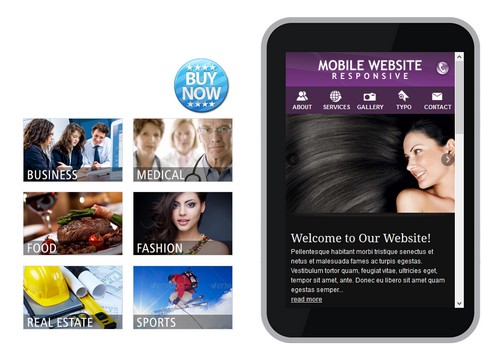 BUY
NOW
BUSINESS
MEDICAL
FOOD
FASHION
REAL ESTATE
SPORTS
MOBILE WEBSITE
RESPONSIVE
ABOUT SERVICES GALLERY TYPO CONTACT
Welcome to Our Website!
Pellentesque habitant morbi tristique senectus et
netus et malesuada fames ac turpis egestas.
Vestibulum tortor quam, feugiat vitae, ultricies eget,
tempor sit amet, ante. Donec eu libero sit amet quam
egestas semper...
read more